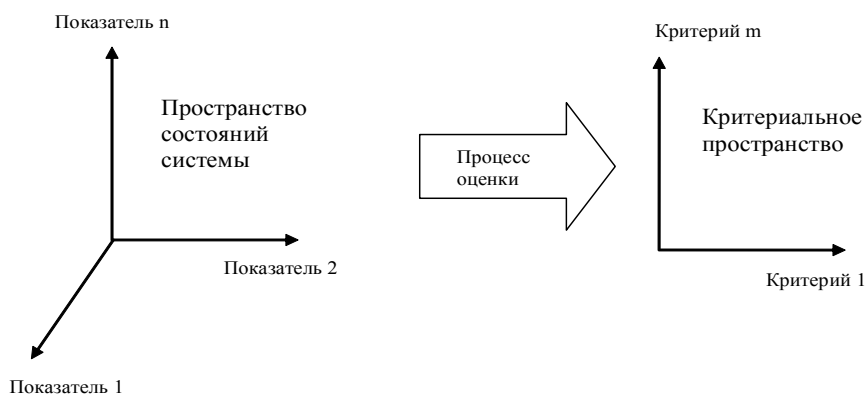 Показатель n
Пространство
состояний
системы
Показатель 2
Показатель 1
Процесс
оценки
Критерий m
Критериальное
пространство
Критерий 1